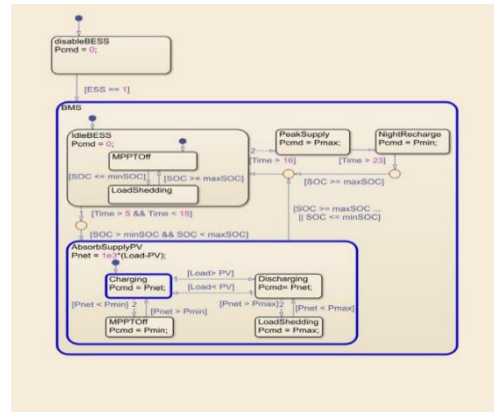 disableBESS
Pcmd = 0;
[ESS == 1]
BMS
IdleBESS
Pcmd = 0;
MPPTOff
[SOC <= minSOC]
[SOC >= maxSOC]
LoadShedding
2
PeakSupply
Pcmd = Pmax;
NightRecharge
Pcmd = Pmin;
[Time > 16]
[Time > 23]
[SOC >= maxSOC]
1
[Time > 5 && Time < 15]
[SOC > minSOC && SOC < maxSOC]
[SOC >= maxSOC ...
|| SOC <= minSOC]
AbsorbSupplyPV
Pnet = 1e3*(Load-PV);
Charging
Pcmd = Pnet;
1
[Load> PV]
[Load< PV]
1
Discharging
Pcmd= Pnet;
[Pnet < Pmin]
2
[Pnet > Pmin]
[Pnet > Pmax]
2
[Pnet < Pmax]
MPPTOff
Pcmd = Pmin;
LoadShedding
Pcmd = Pmax;